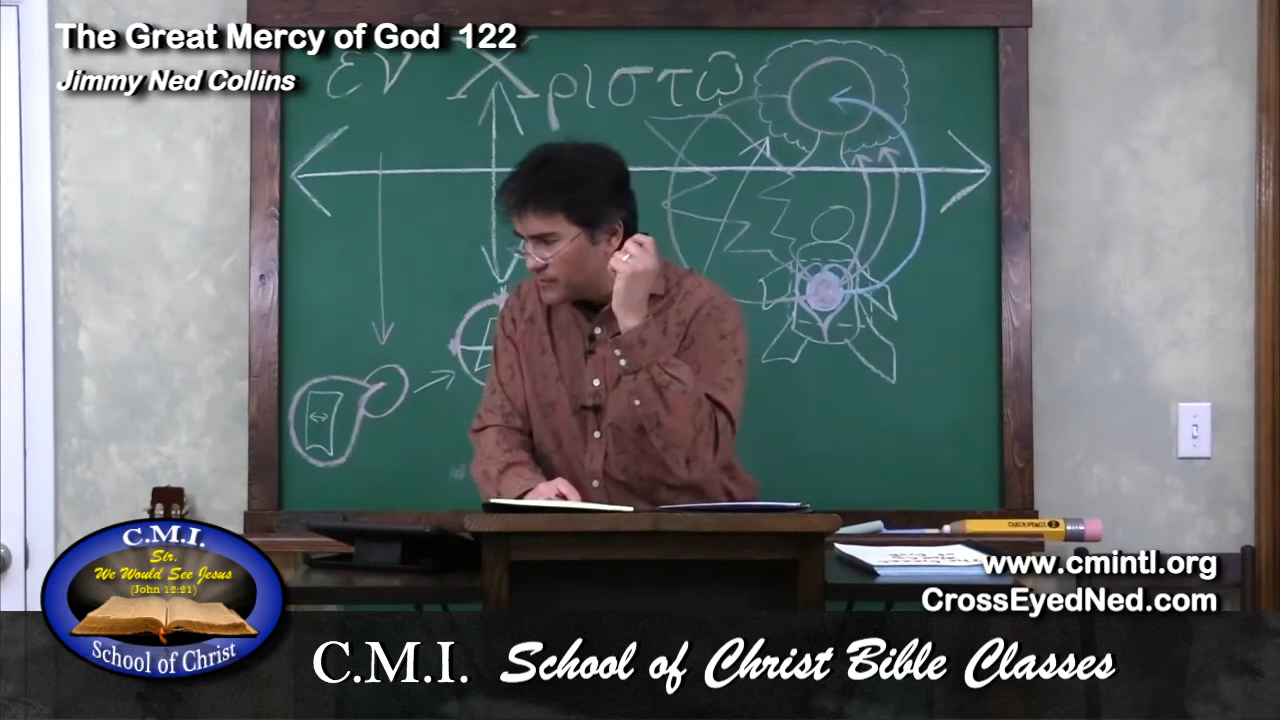 The Great Mercy of God 122
Jimmy Ned Collins
εν Χριστῷ
C.M.I.
Sir,
We Would See Jesus
(John 12:21)
School of Christ
www.cmintl.org
CrossEyedNed.com
C.M.I. School of Christ Bible Classes